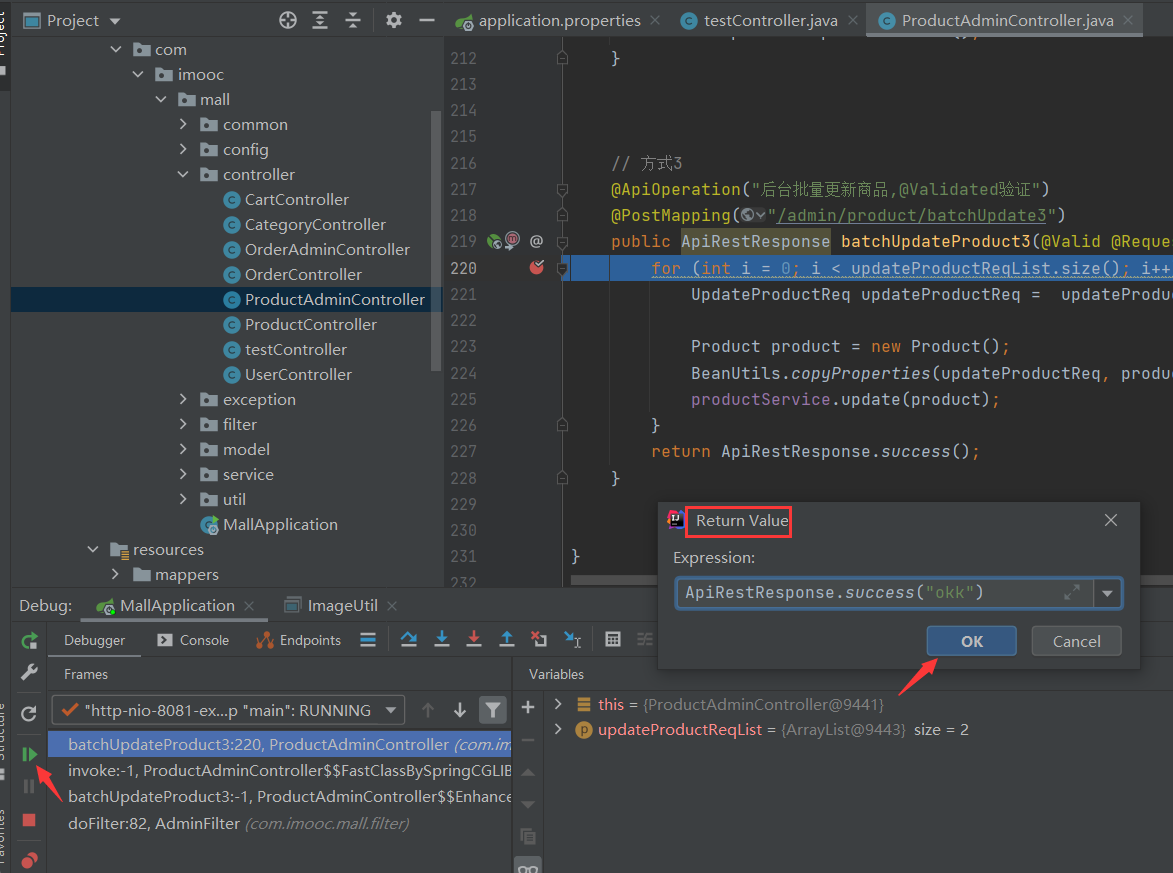 Project
application.properties
testController.java
ProductAdminController.java
com
imooc
mall
common
config
controller
CartController
CategoryController
OrderAdminController
OrderController
ProductAdminController
ProductController
testController
UserController
exception
filter
model
service
util
MallApplication
resources
mappers
212 }
213
214
215
216 // 方式3
217 @ApiOperation("后台批量更新商品,@Validated验证")
218 @PostMapping("/admin/product/batchUpdate3")
219 public ApiRestResponse batchUpdateProduct3(@Valid @Reque
220 for (int i = 0; i < updateProductReqList.size(); i++
221 UpdateProductReq updateProductReq = updateProduc
222
223 Product product = new Product();
224 BeanUtils.copyProperties(updateProductReq, produc
225 productService.update(product);
226 }
227 return ApiRestResponse.success();
228 }
229
230
231 }
232
Return Value
Expression:
ApiRestResponse.success("okk")
OK
Cancel
Debug:
MallApplication
ImageUtil
Debugger
Console
Endpoints
Frames
Variables
"http-nio-8081-ex...p "main": RUNNING
batchUpdateProduct3:220, ProductAdminController (com.im
invoke:-1, ProductAdminController$$FastClassBySpringCGLIB
batchUpdateProduct3:-1, ProductAdminController$$Enhance
doFilter:82, AdminFilter (com.imooc.mall.filter)
this = {ProductAdminController@9441}
updateProductReqList = {ArrayList@9443} size = 2